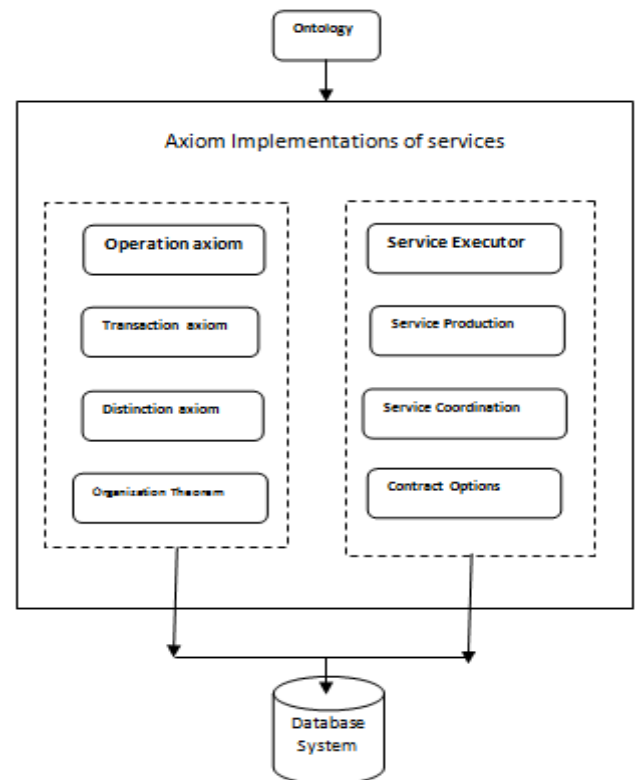 Ontology
Axiom Implementations of services
Operation axiom
Transaction axiom
Distinction axiom
Organization Theorem
Service Executor
Service Production
Service Coordination
Contract Options
Database
System